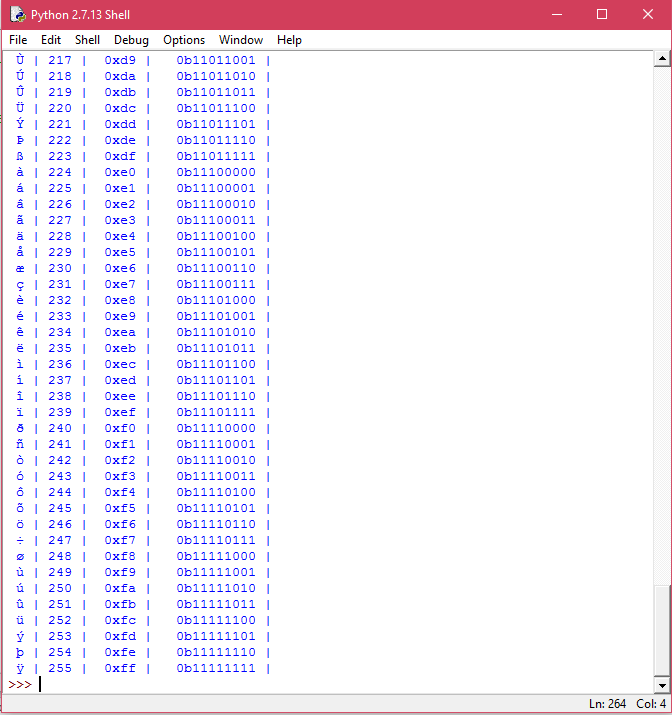 Python 2.7.13 Shell
File Edit Shell Debug Options Window Help
Ù | 217 | 0xd9 | 0b11011001 |
Ú | 218 | 0xda | 0b11011010 |
Û | 219 | 0xdb | 0b11011011 |
Ü | 220 | 0xdc | 0b11011100 |
Ý | 221 | 0xdd | 0b11011101 |
Þ | 222 | 0xde | 0b11011110 |
ß | 223 | 0xdf | 0b11011111 |
à | 224 | 0xe0 | 0b11100000 |
á | 225 | 0xe1 | 0b11100001 |
â | 226 | 0xe2 | 0b11100010 |
ã | 227 | 0xe3 | 0b11100011 |
ä | 228 | 0xe4 | 0b11100100 |
å | 229 | 0xe5 | 0b11100101 |
æ | 230 | 0xe6 | 0b11100110 |
ç | 231 | 0xe7 | 0b11100111 |
è | 232 | 0xe8 | 0b11101000 |
é | 233 | 0xe9 | 0b11101001 |
ê | 234 | 0xea | 0b11101010 |
ë | 235 | 0xeb | 0b11101011 |
ì | 236 | 0xec | 0b11101100 |
í | 237 | 0xed | 0b11101101 |
î | 238 | 0xee | 0b11101110 |
ï | 239 | 0xef | 0b11101111 |
ð | 240 | 0xf0 | 0b11110000 |
ñ | 241 | 0xf1 | 0b11110001 |
ò | 242 | 0xf2 | 0b11110010 |
ó | 243 | 0xf3 | 0b11110011 |
ô | 244 | 0xf4 | 0b11110100 |
õ | 245 | 0xf5 | 0b11110101 |
ö | 246 | 0xf6 | 0b11110110 |
÷ | 247 | 0xf7 | 0b11110111 |
ø | 248 | 0xf8 | 0b11111000 |
ù | 249 | 0xf9 | 0b11111001 |
ú | 250 | 0xfa | 0b11111010 |
û | 251 | 0xfb | 0b11111011 |
ü | 252 | 0xfc | 0b11111100 |
ý | 253 | 0xfd | 0b11111101 |
þ | 254 | 0xfe | 0b11111110 |
ÿ | 255 | 0xff | 0b11111111 |
>>>
Ln: 264 Col: 4